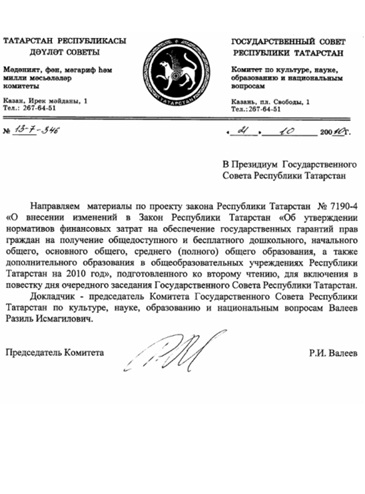 ТАТАРСТАН РЕСПУБЛИКАСЫ
ДӘҮЛӘТ СОВЕТЫ
Мәдәният, фән, мәгариф һәм
милли мәсьәләләр
комитеты
Казан, Ирек мәйданы, 1
Тел.: 267-64-51
ТАТАРСТАН
ГОСУДАРСТВЕННЫЙ СОВЕТ
РЕСПУБЛИКИ ТАТАРСТАН
Комитет по культуре, науке,
образованию и национальным
вопросам
Казань, пл. Свободы, 1
Тел.:267-64-51
№ 13-7-346
21 10 200
В Президиум Государственного
Совета Республики Татарстан
Направляем материалы по проекту закона Республики Татарстан № 7190-4
«О внесении изменений в Закон Республики Татарстан «Об утверждении
нормативов финансовых затрат на обеспечение государственных гарантий прав
граждан на получение общедоступного и бесплатного дошкольного, начального
общего, основного общего, среднего (полного) общего образования, а также
дополнительного образования в общеобразовательных учреждениях Республики
Татарстан на 2010 год», подготовленного ко второму чтению, для включения в
повестку дня очередного заседания Государственного Совета Республики Татарстан.
Докладчик - председатель Комитета Государственного Совета Республики
Татарстан по культуре, науке, образованию и национальным вопросам Валеев
Разиль Исмагилович.
Председатель Комитета
Р.И. Валеев